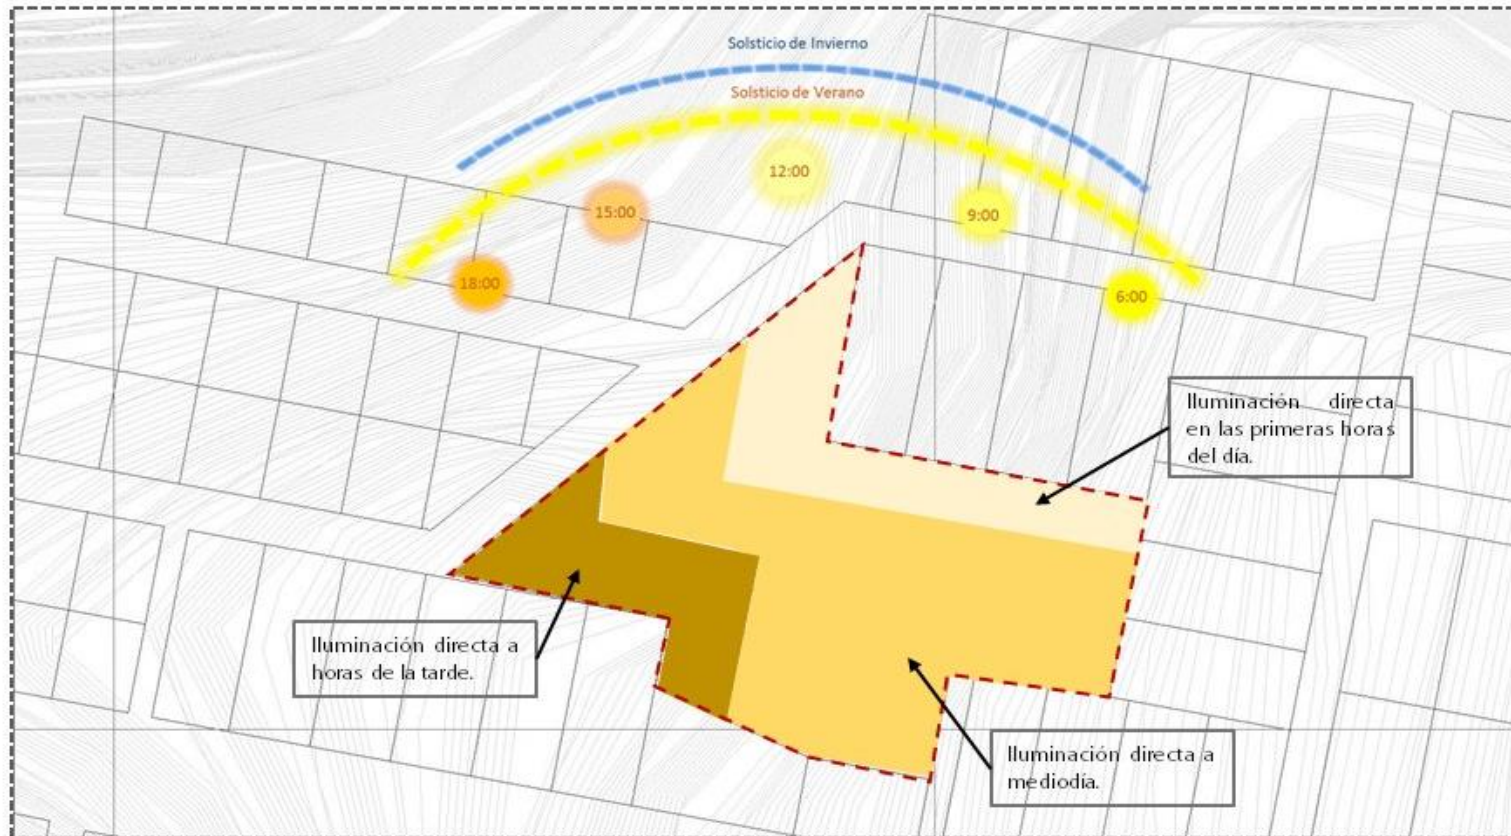 Solsticio de Invierno
Solsticio de Verano
12:00
15:00
9:00
18:00
6:00
Iluminación directa
en las primeras horas
del día.
Iluminación directa a
horas de la tarde.
Iluminación directa a
mediodía.